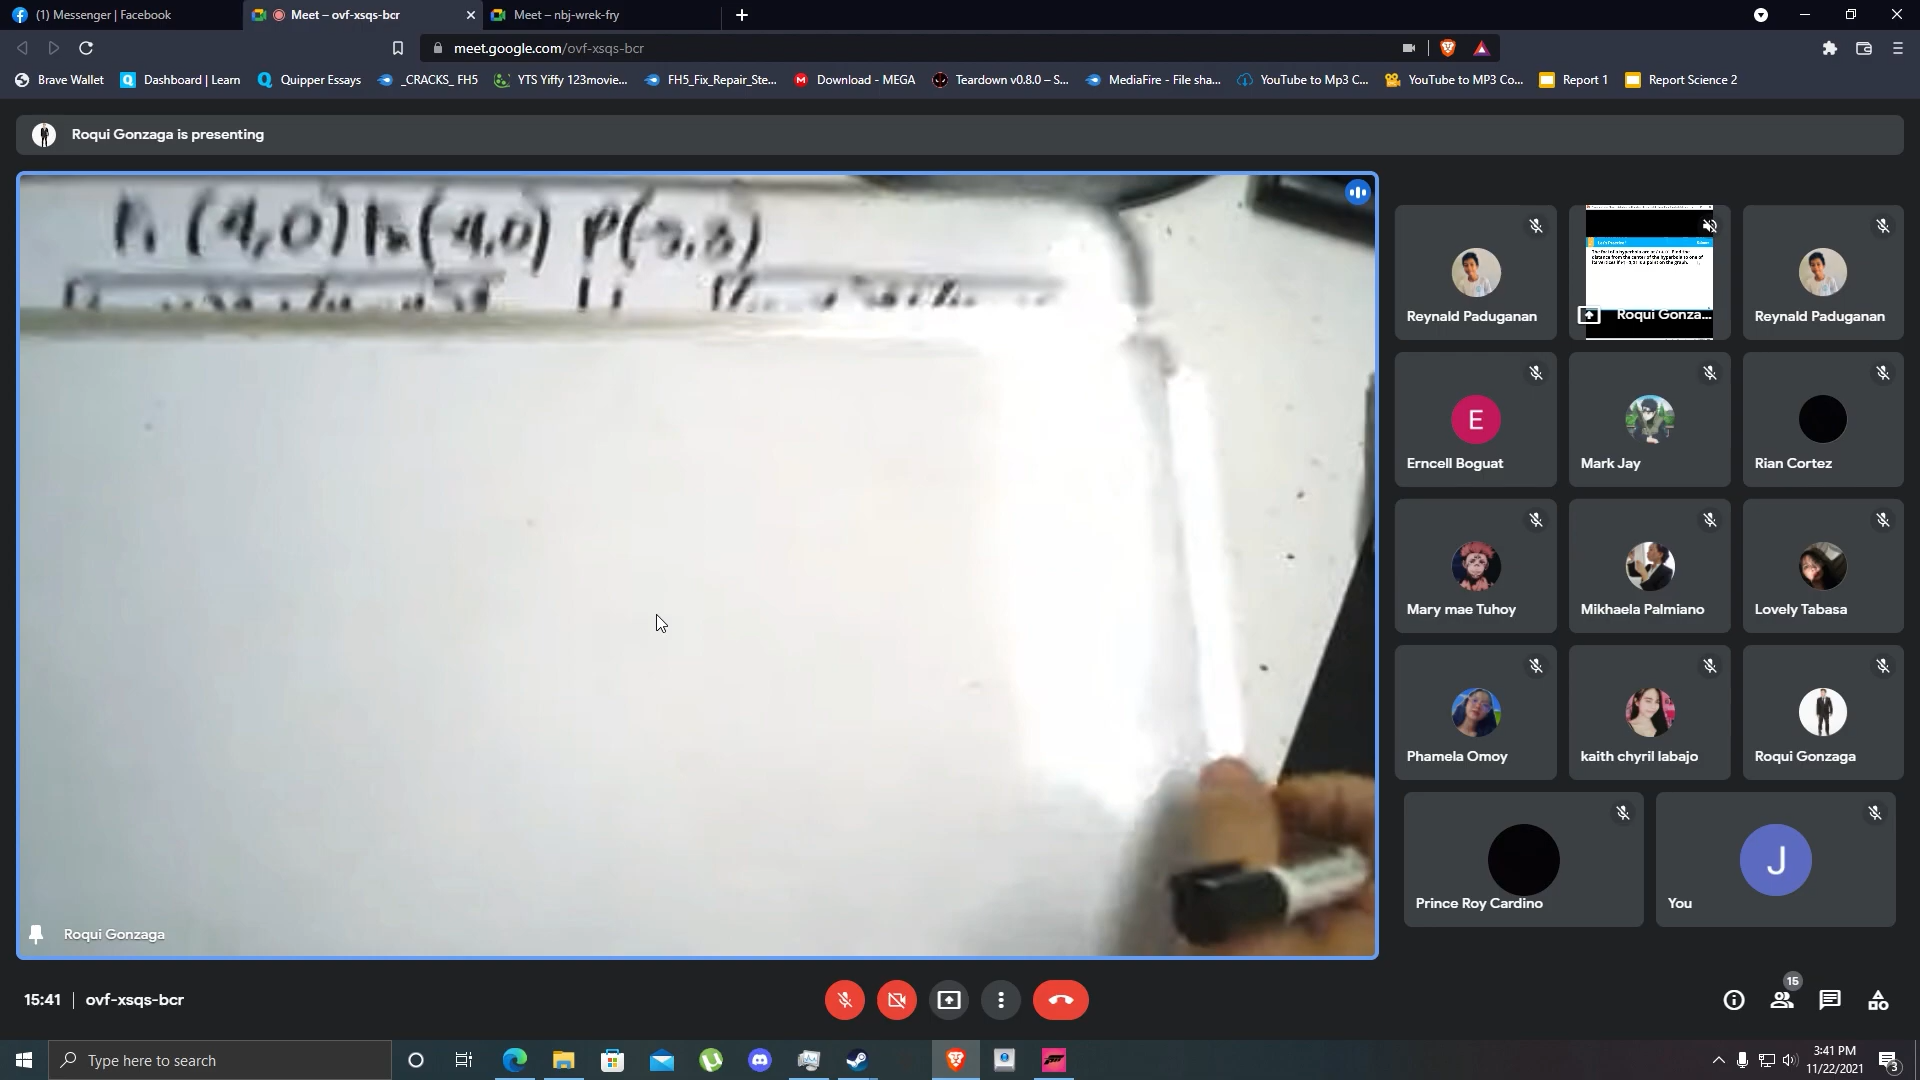 (1) Messenger | Facebook
Meet – ovf-xsqs-bcr
Meet – nbj-wrek-fry
meet.google.com/ovf-xsqs-bcr
Brave Wallet
Dashboard | Learn
Quipper Essays
_CRACKS_ FH5
YTS Yiffy 123movie...
FH5_Fix_Repair_Ste...
Download - MEGA
Teardown v0.8.0 – S...
MediaFire - File sha...
YouTube to Mp3 C...
YouTube to MP3 Co...
Report 1
Report Science 2
Roqui Gonzaga is presenting
(4,0)
Roqui Gonzaga
Reynald Paduganan
Roqui Gonza...
Reynald Paduganan
E
Erncell Boguat
Mark Jay
Rian Cortez
Mary mae Tuhoy
Mikhaela Palmiano
Lovely Tabasa
Phamela Omoy
kaith chyril labajo
Roqui Gonzaga
Prince Roy Cardino
J
You
15:41 | ovf-xsqs-bcr
15
Type here to search
3:41 PM
11/22/2021
3